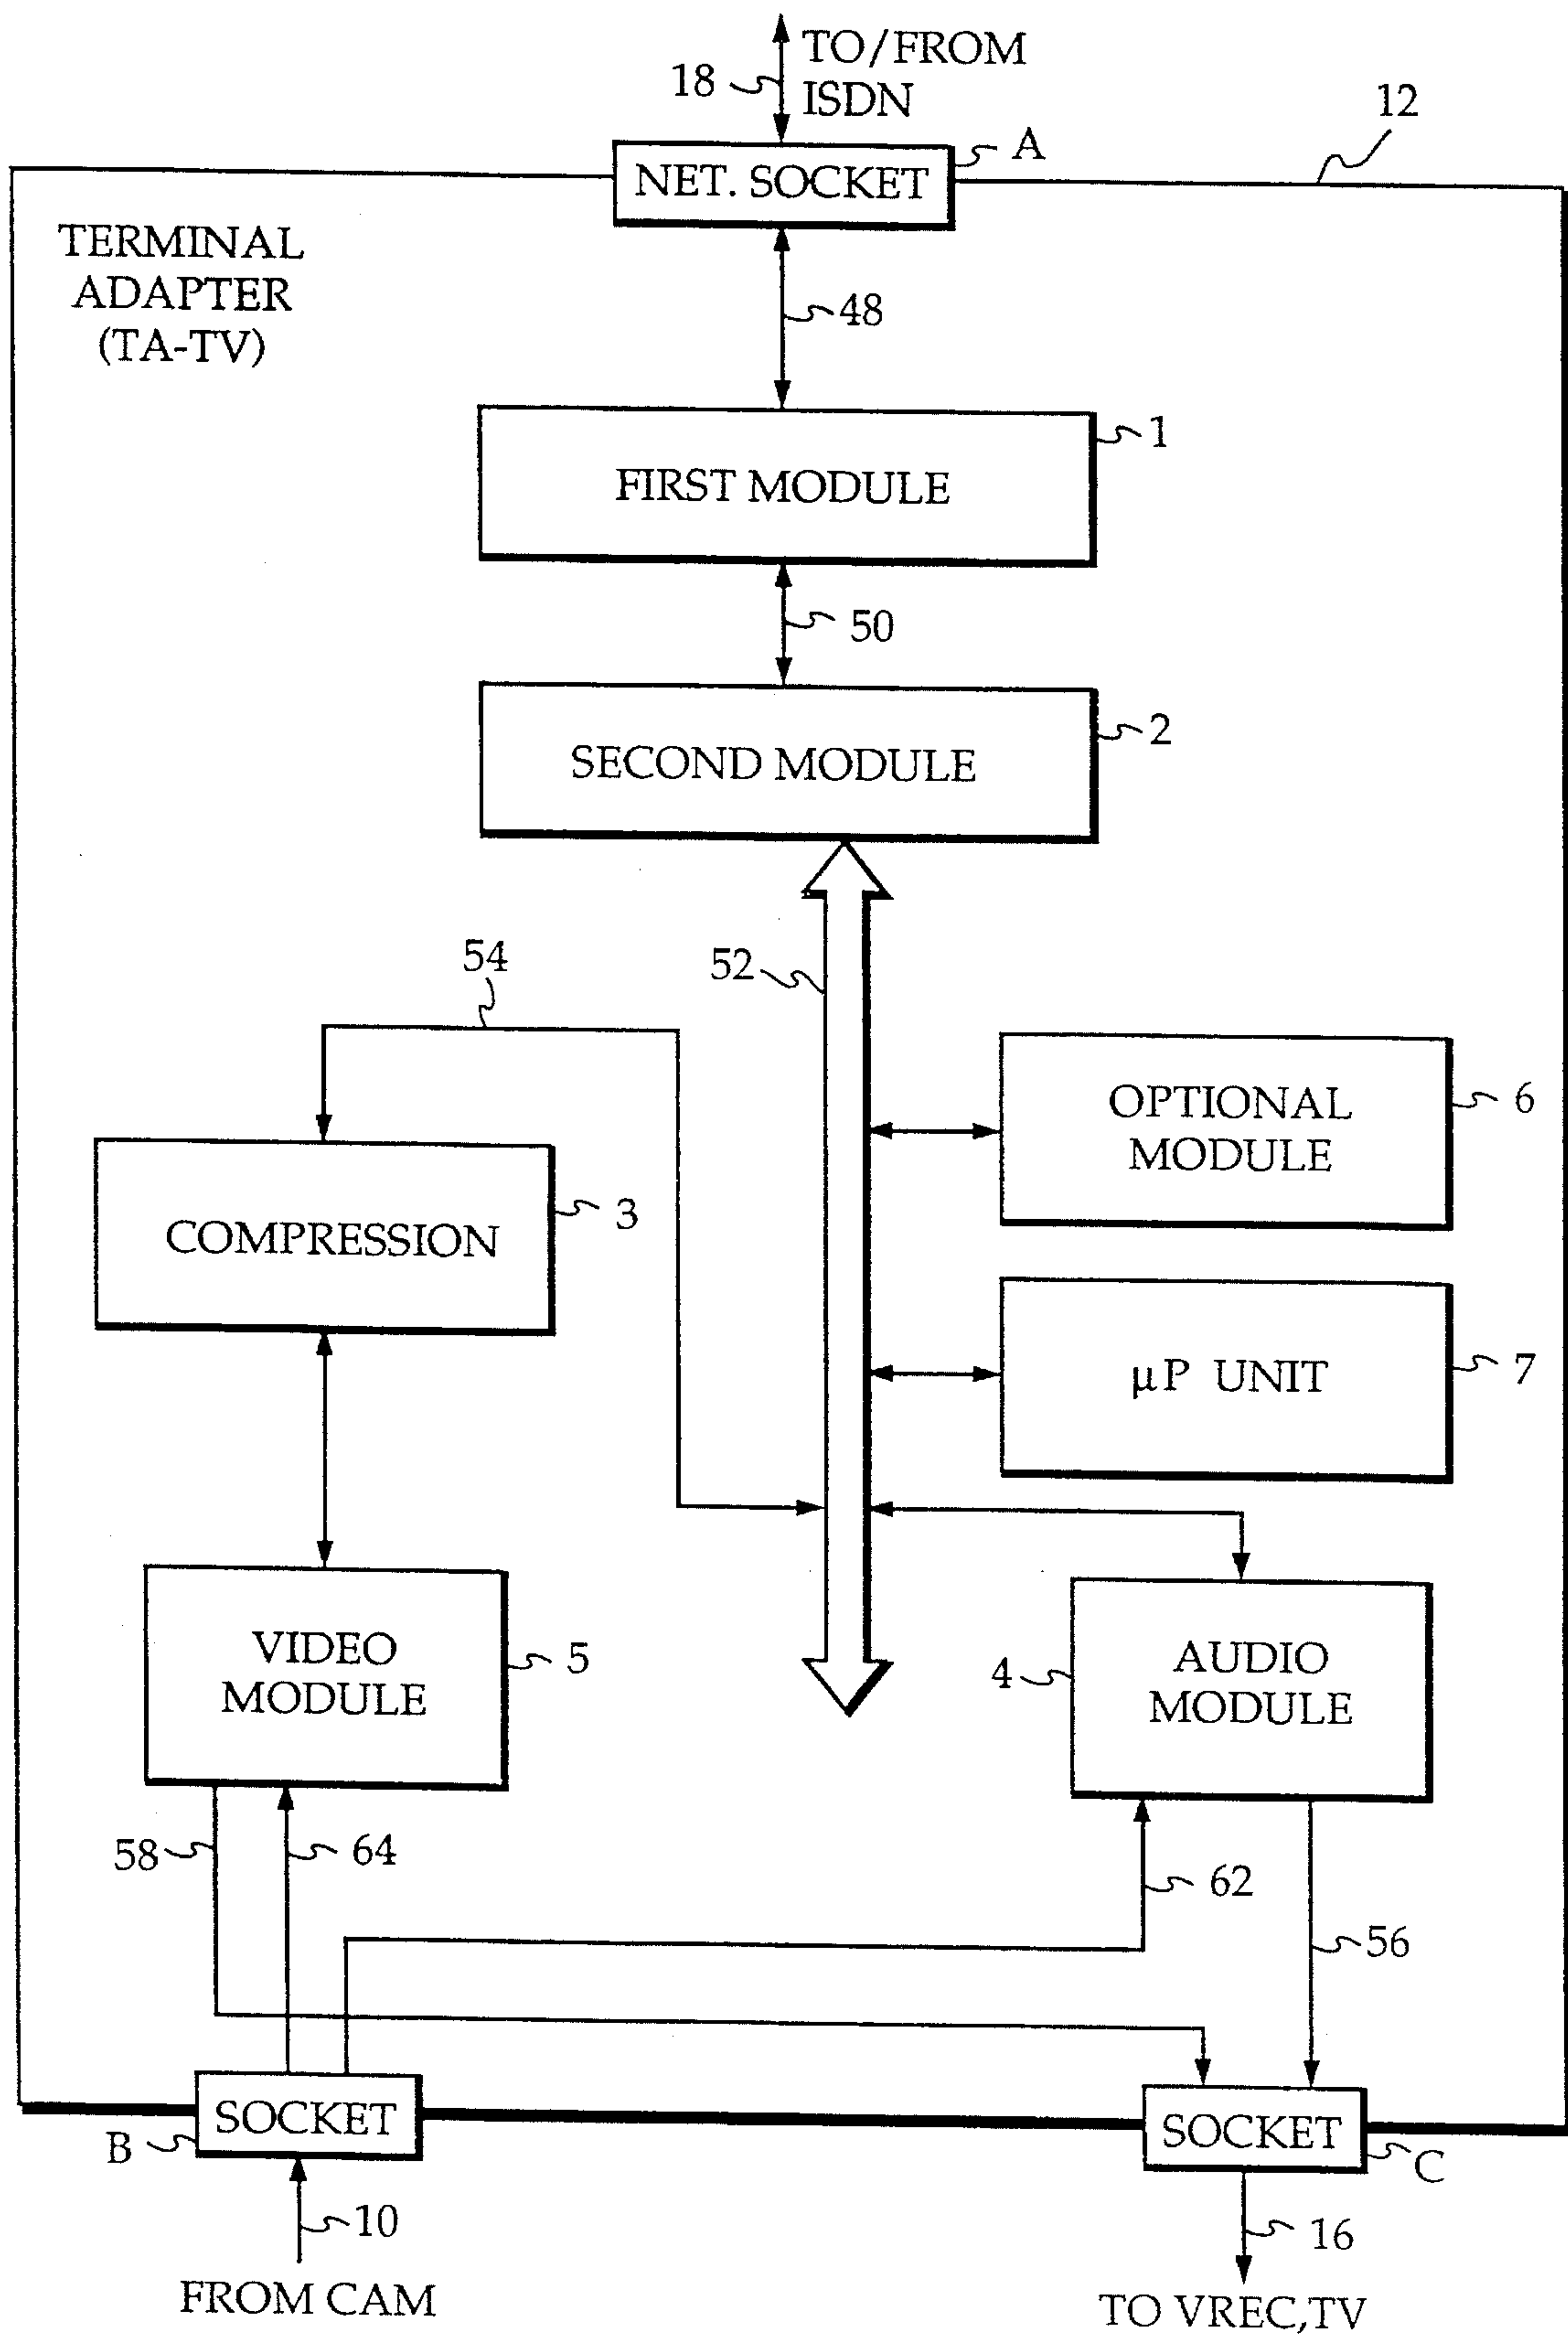 TO/FROM
ISDN
18
12
A
NET. SOCKET
TERMINAL
ADAPTER
(TA-TV)
48
1
FIRST MODULE
50
2
SECOND MODULE
54
52
OPTIONAL
MODULE
6
3
COMPRESSION
µP UNIT
7
VIDEO
MODULE
5
4
AUDIO
MODULE
58
64
62
56
SOCKET
B
SOCKET
C
10
16
FROM CAM
TO VREC,TV